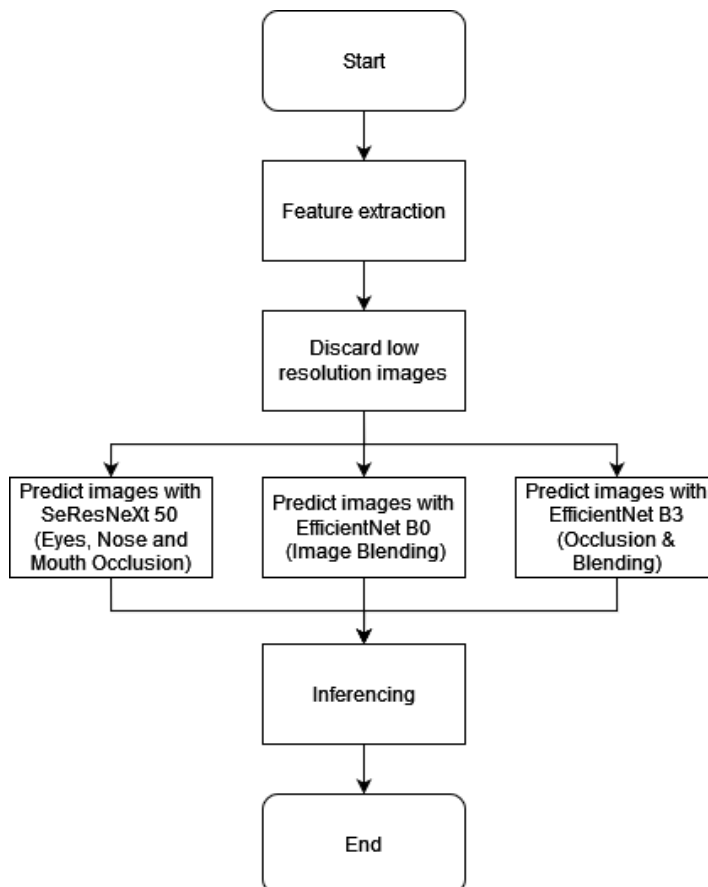 Start
Feature extraction
Discard low
resolution images
Predict images with
SeResNeXt 50
(Eyes, Nose and
Mouth Occlusion)
Predict images with
EfficientNet B0
(Image Blending)
Predict images with
EfficientNet B3
(Occlusion &
Blending)
Inferencing
End